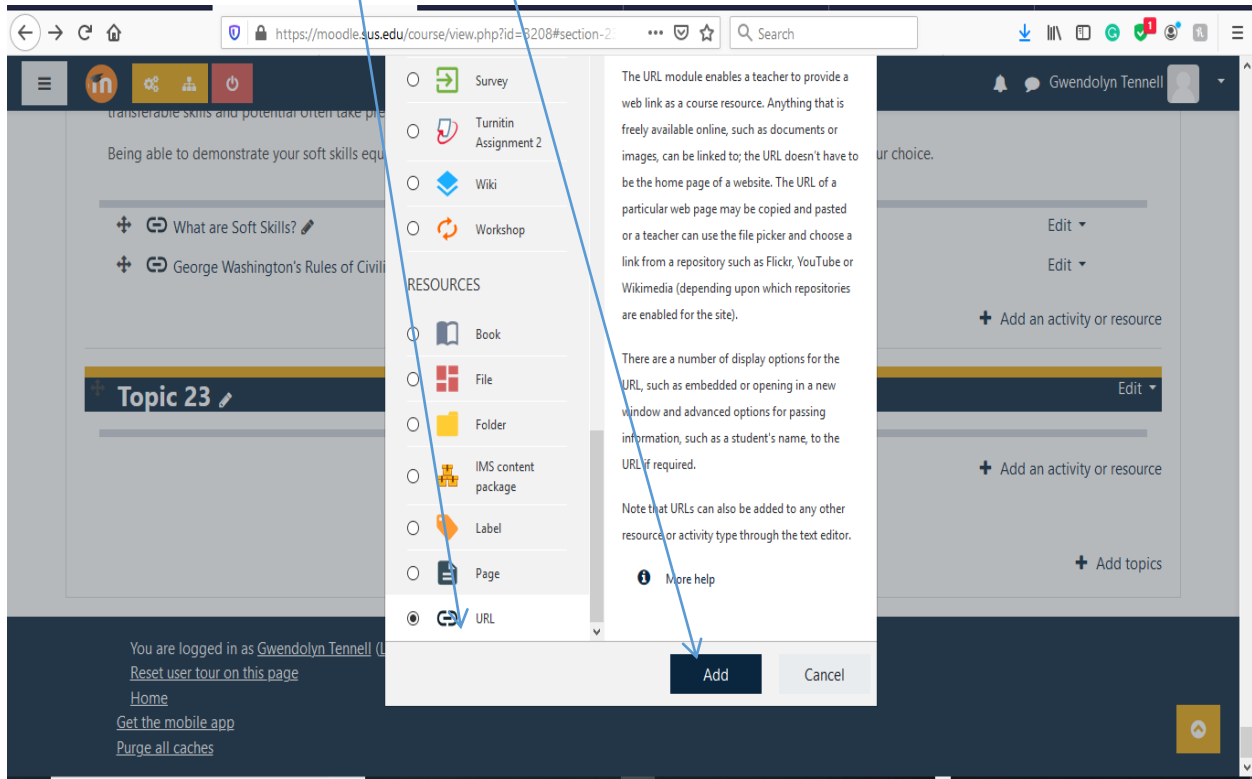 https://moodle.sus.edu/course/view.php?id=3208#section-2
Search
1
Gwendolyn Tennell
transferable skills and potential often take pre
Being able to demonstrate your soft skills equ
ur choice.
What are Soft Skills?
Edit
George Washington's Rules of Civili
Edit
+ Add an activity or resource
Topic 23
Edit
+ Add an activity or resource
+ Add topics
Survey
Turnitin
Assignment 2
Wiki
Workshop
RESOURCES
Book
File
Folder
IMS content
package
Label
Page
URL
The URL module enables a teacher to provide a
web link as a course resource. Anything that is
freely available online, such as documents or
images, can be linked to; the URL doesn't have to
be the home page of a website. The URL of a
particular web page may be copied and pasted
or a teacher can use the file picker and choose a
link from a repository such as Flickr, YouTube or
Wikimedia (depending upon which repositories
are enabled for the site).
There are a number of display options for the
URL, such as embedded or opening in a new
window and advanced options for passing
information, such as a student's name, to the
URL if required.
Note that URLs can also be added to any other
resource or activity type through the text editor.
More help
Add
Cancel
You are logged in as Gwendolyn Tennell (L
Reset user tour on this page
Home
Get the mobile app
Purge all caches